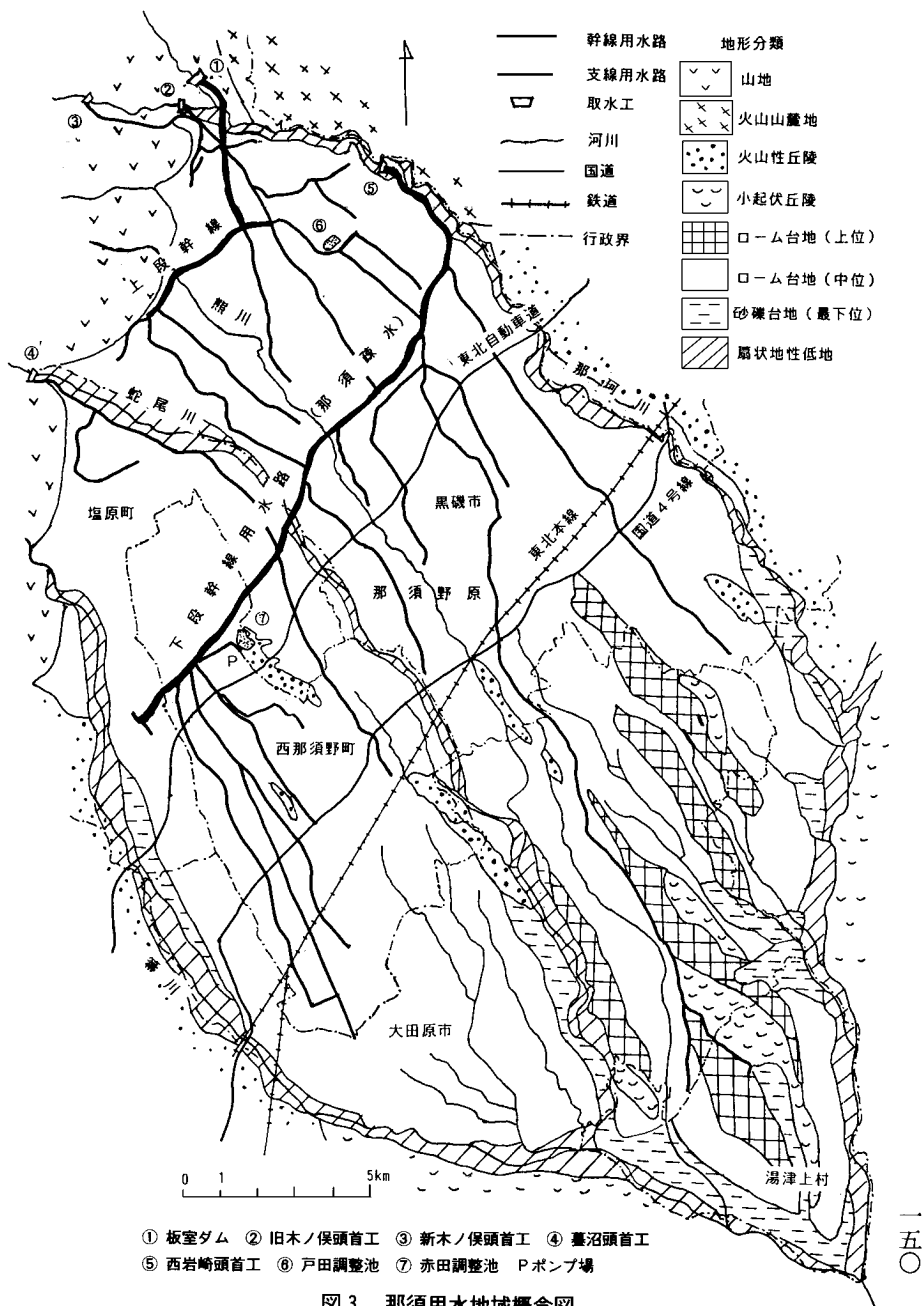 幹線用水路
支線用水路
取水工
河川
国道
鉄道
行政界
地形分類
山地
火山山麓地
火山性丘陵
小起伏丘陵
ローム台地（上位）
ローム台地（中位）
砂礫台地（最下位）
扇状地性低地
①
②
③
⑤
⑥
上段幹線
熊川
④
蛇尾川
（那須疎水）
東北自動車道
那珂川
塩原町
下段幹線用水路
黒磯市
東北本線
国道4号線
那須野原
⑦
P
西那須野町
箒川
大田原市
湯津上村
0 1 5km
① 板室ダム ② 旧木ノ俣頭首工 ③ 新木ノ俣頭首工 ④ 蟇沼頭首工
⑤ 西岩崎頭首工 ⑥ 戸田調整池 ⑦ 赤田調整池 Pポンプ場
図3 那須用水地域概念図
一五〇